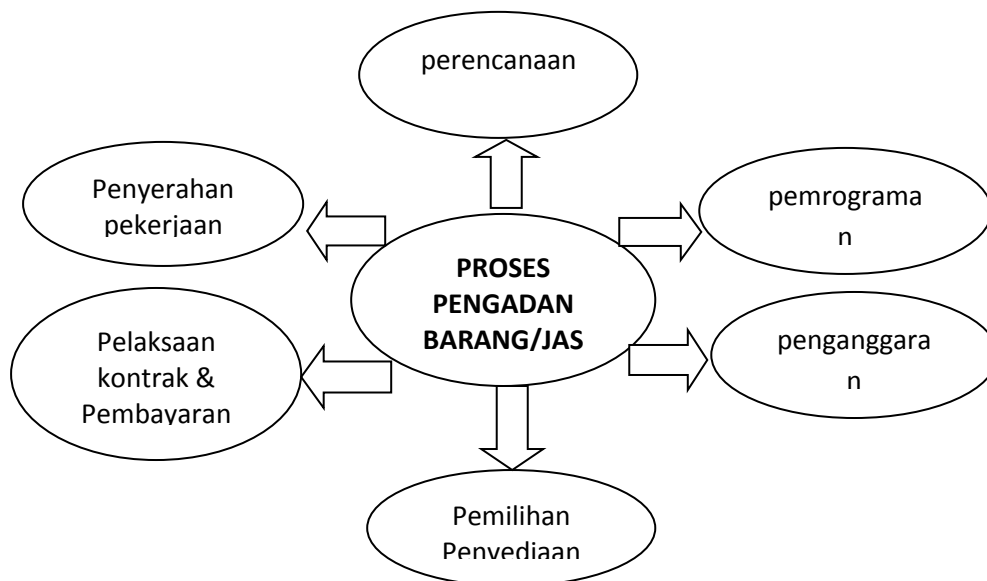 perencanaan
Penyerahan
pekerjaan
pemrograma
n
PROSES
PENGADAN
BARANG/JAS
Pelaksaan
kontrak &
Pembayaran
penganggara
n
Pemilihan
Penyediaan